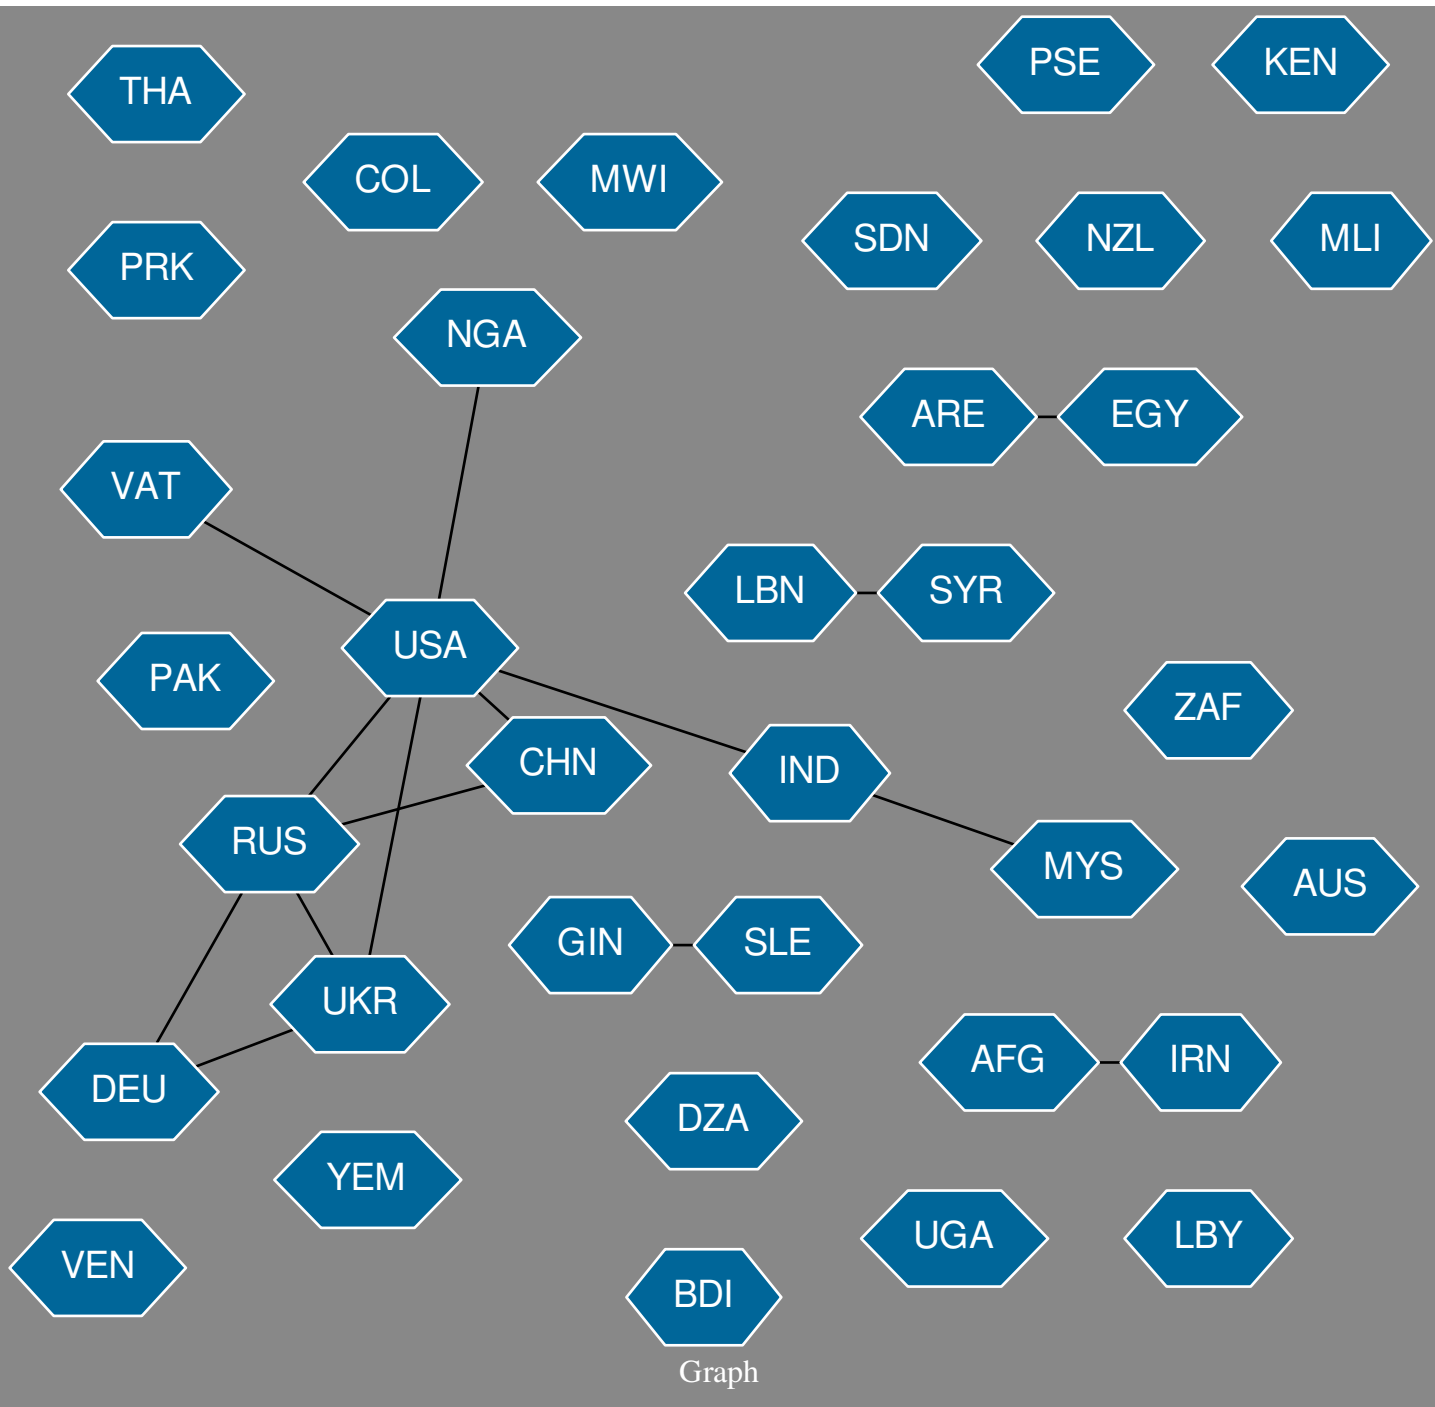 PSE
KEN
THA
COL
MWI
SDN
NZL
MLI
PRK
NGA
ARE
EGY
VAT
LBN
SYR
USA
PAK
ZAF
CHN
IND
RUS
MYS
AUS
GIN
SLE
UKR
AFG
IRN
DEU
DZA
YEM
UGA
LBY
VEN
BDI
Graph